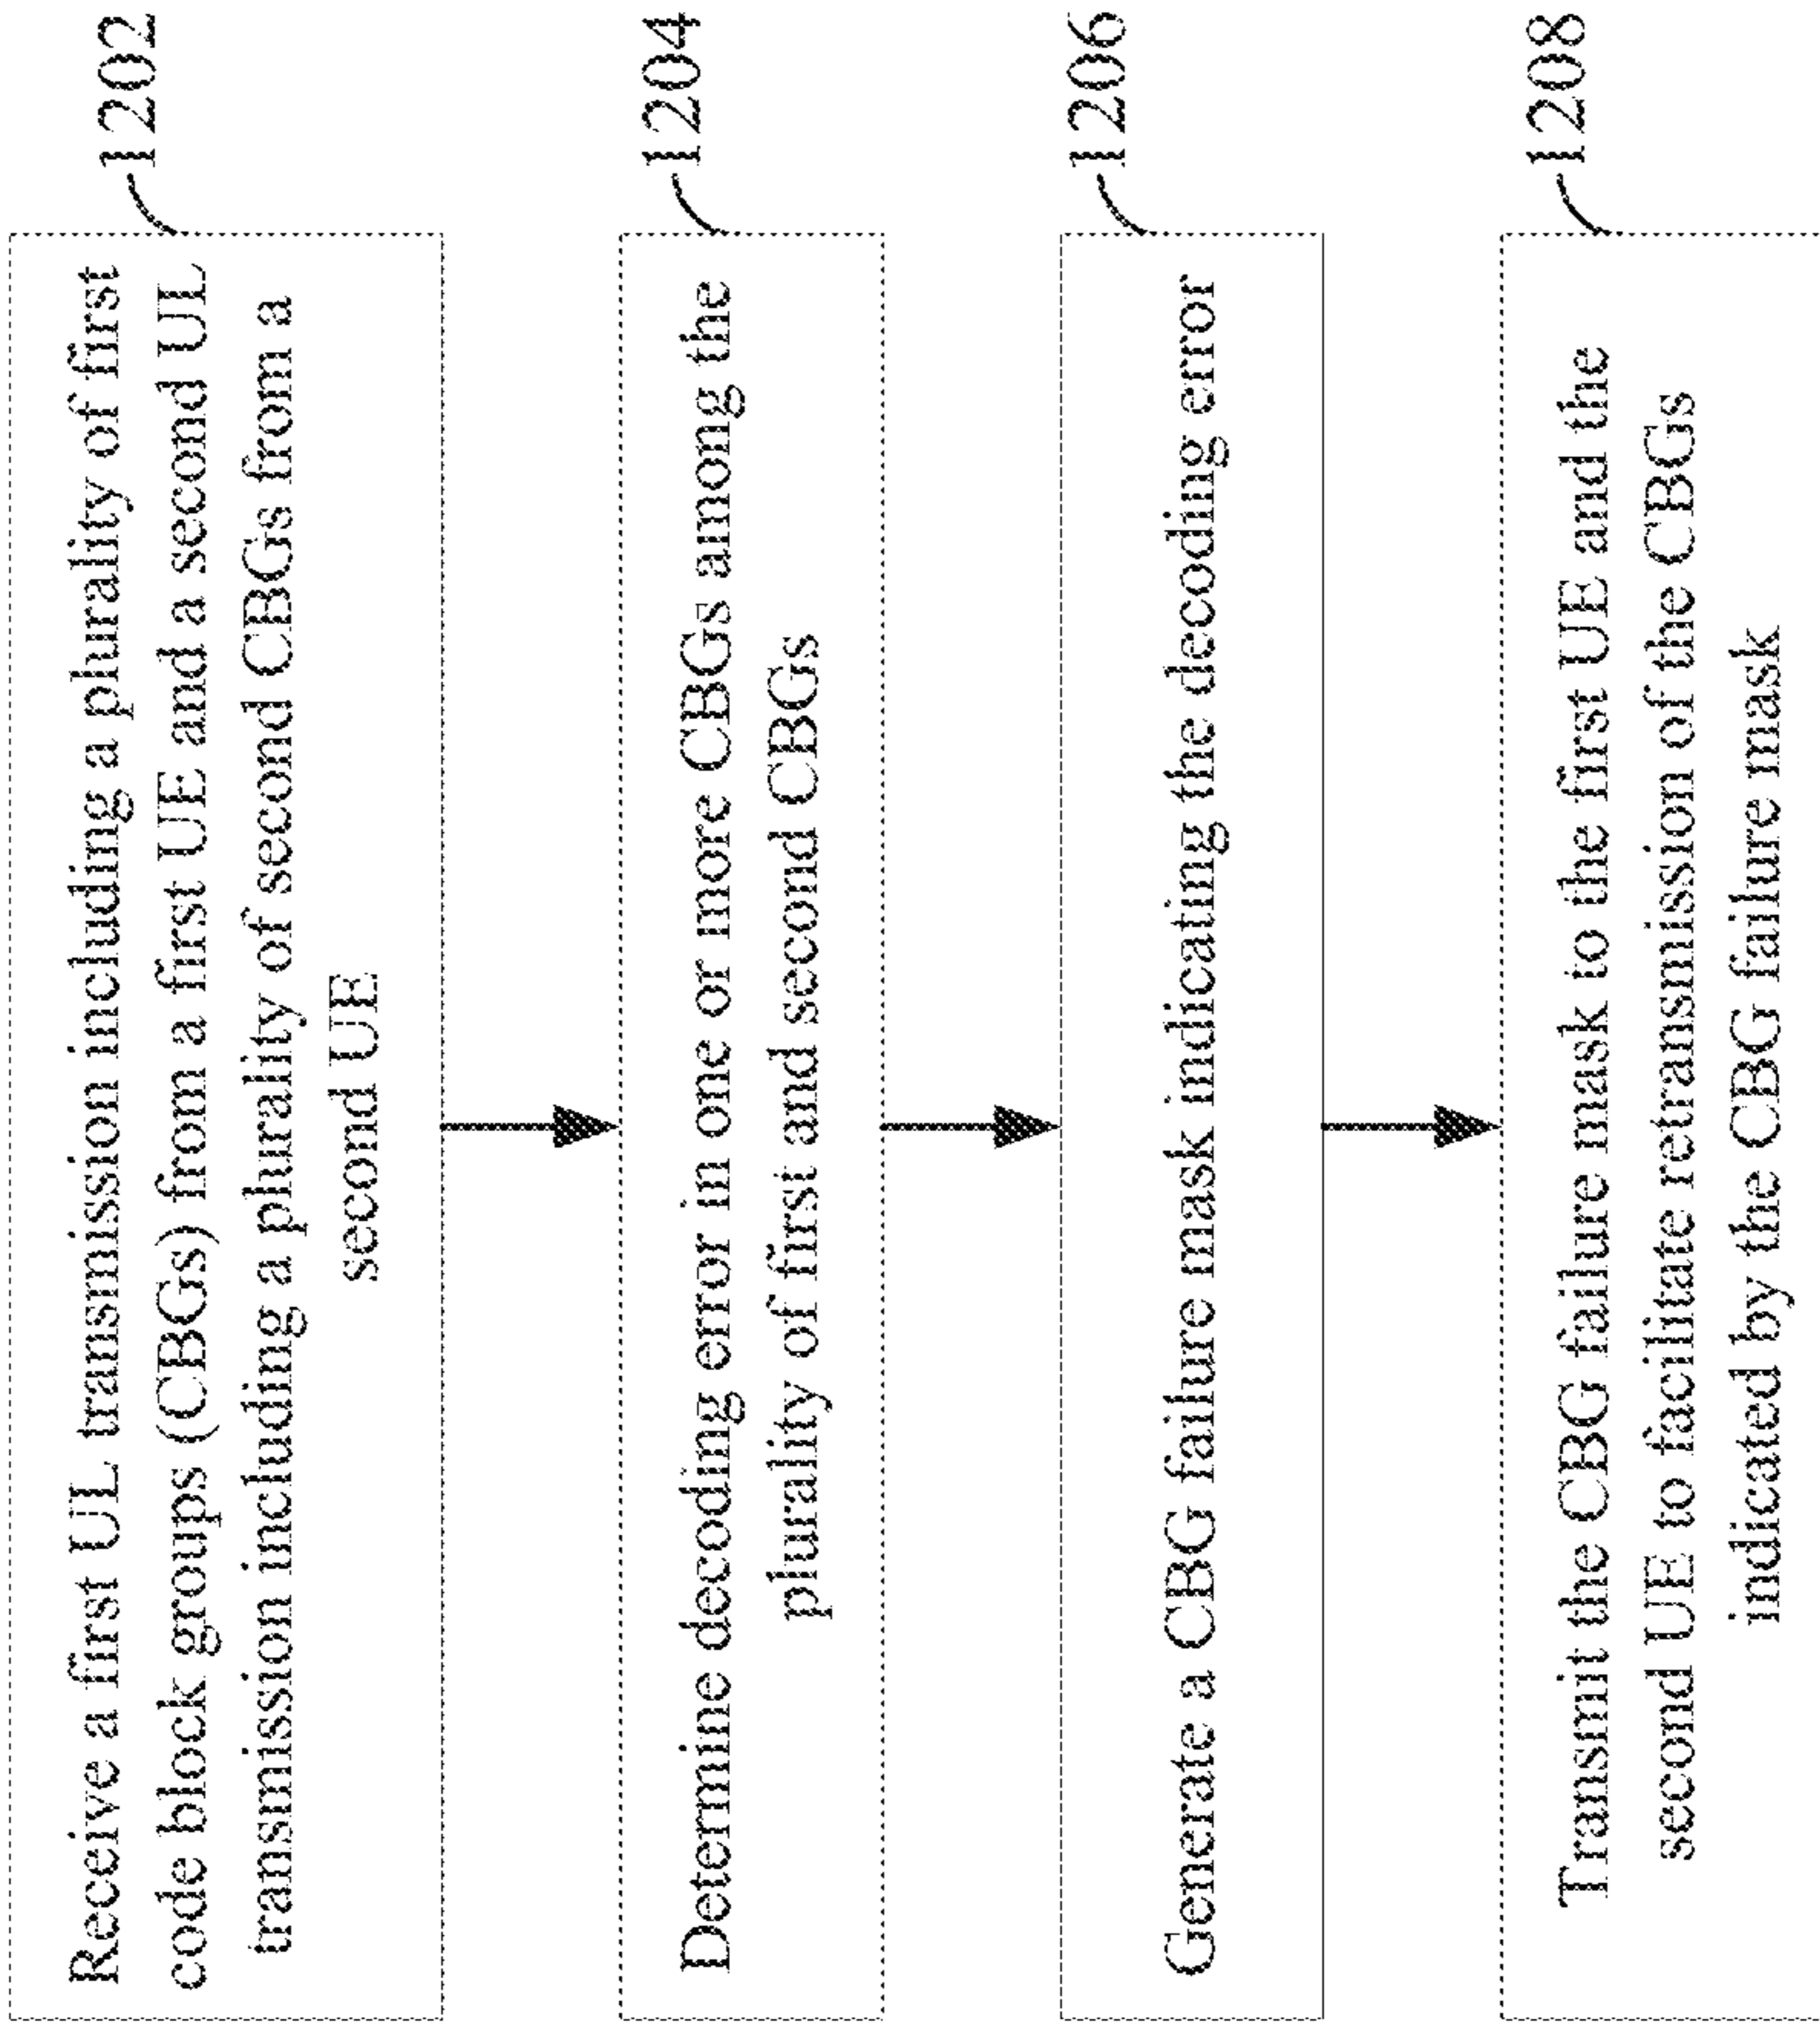 Receive a first UL transmission including a plurality of first
code block groups (CBGs) from a first UE and a second UL
transmission including a plurality of second CBGs from a
second UE
1202
Determine decoding error in one or more CBGs among the
plurality of first and second CBGs
1204
Generate a CBG failure mask indicating the decoding error
1206
Transmit the CBG failure mask to the first UE and the
second UE to facilitate retransmission of the CBGs
indicated by the CBG failure mask
1208